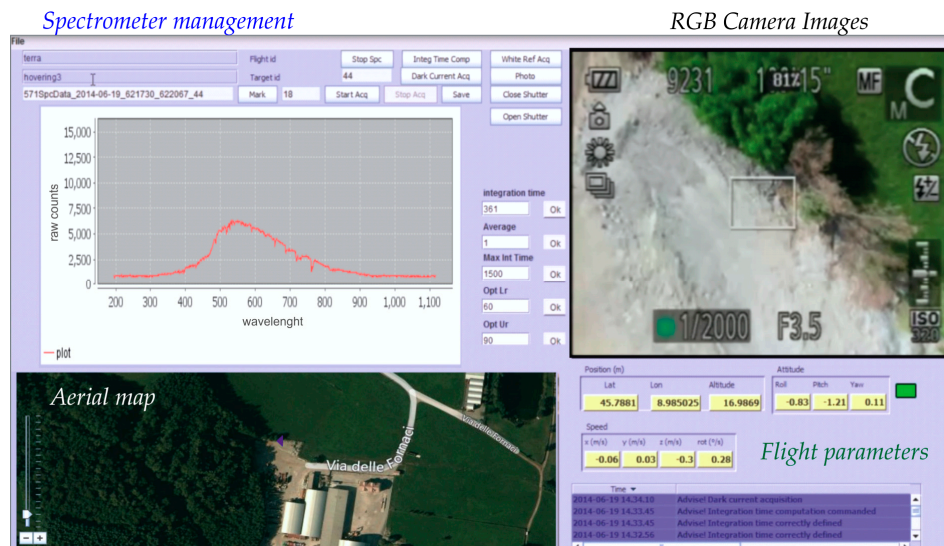 Spectrometer management
RGB Camera Images
File
terra
Flight id
Stop Spc
Integ Time Comp
White Ref Acq
hovering3
Target id
44
Dark Current Acq
Photo
571SpcData_2014-06-19_621730_622067_44
Mark
18
Start Acq
Stop Acq
Save
Close Shutter
Open Shutter
15,000
12,500
10,000
7,500
5,000
2,500
0
raw counts
200 300 400 500 600 700 800 900 1,000 1,100
wavelenght
plot
integration time
361 Ok
Average
1 Ok
Max Int Time
1500 Ok
Opt Lr
60 Ok
Opt Ur
90 Ok
9231
81%
15"
MF
C
M
1/2000 F3.5
ISO
320
Aerial map
Via delle Fornaci
Via delle Fornaci
Position (m)
Lat Lon Altitude
45.7881 8.985025 16.9869
Attitude
Roll Pitch Yaw
-0.83 -1.21 0.11
Speed
x (m/s) y (m/s) z (m/s) rot (°/s)
-0.06 0.03 -0.3 0.28
Flight parameters
Time
2014-06-19 14.34.10 Advise! Dark current acquisition
2014-06-19 14.33.45 Advise! Integration time computation commanded
2014-06-19 14.33.45 Advise! Integration time correctly defined
2014-06-19 14.32.56 Advise! Integration time correctly defined